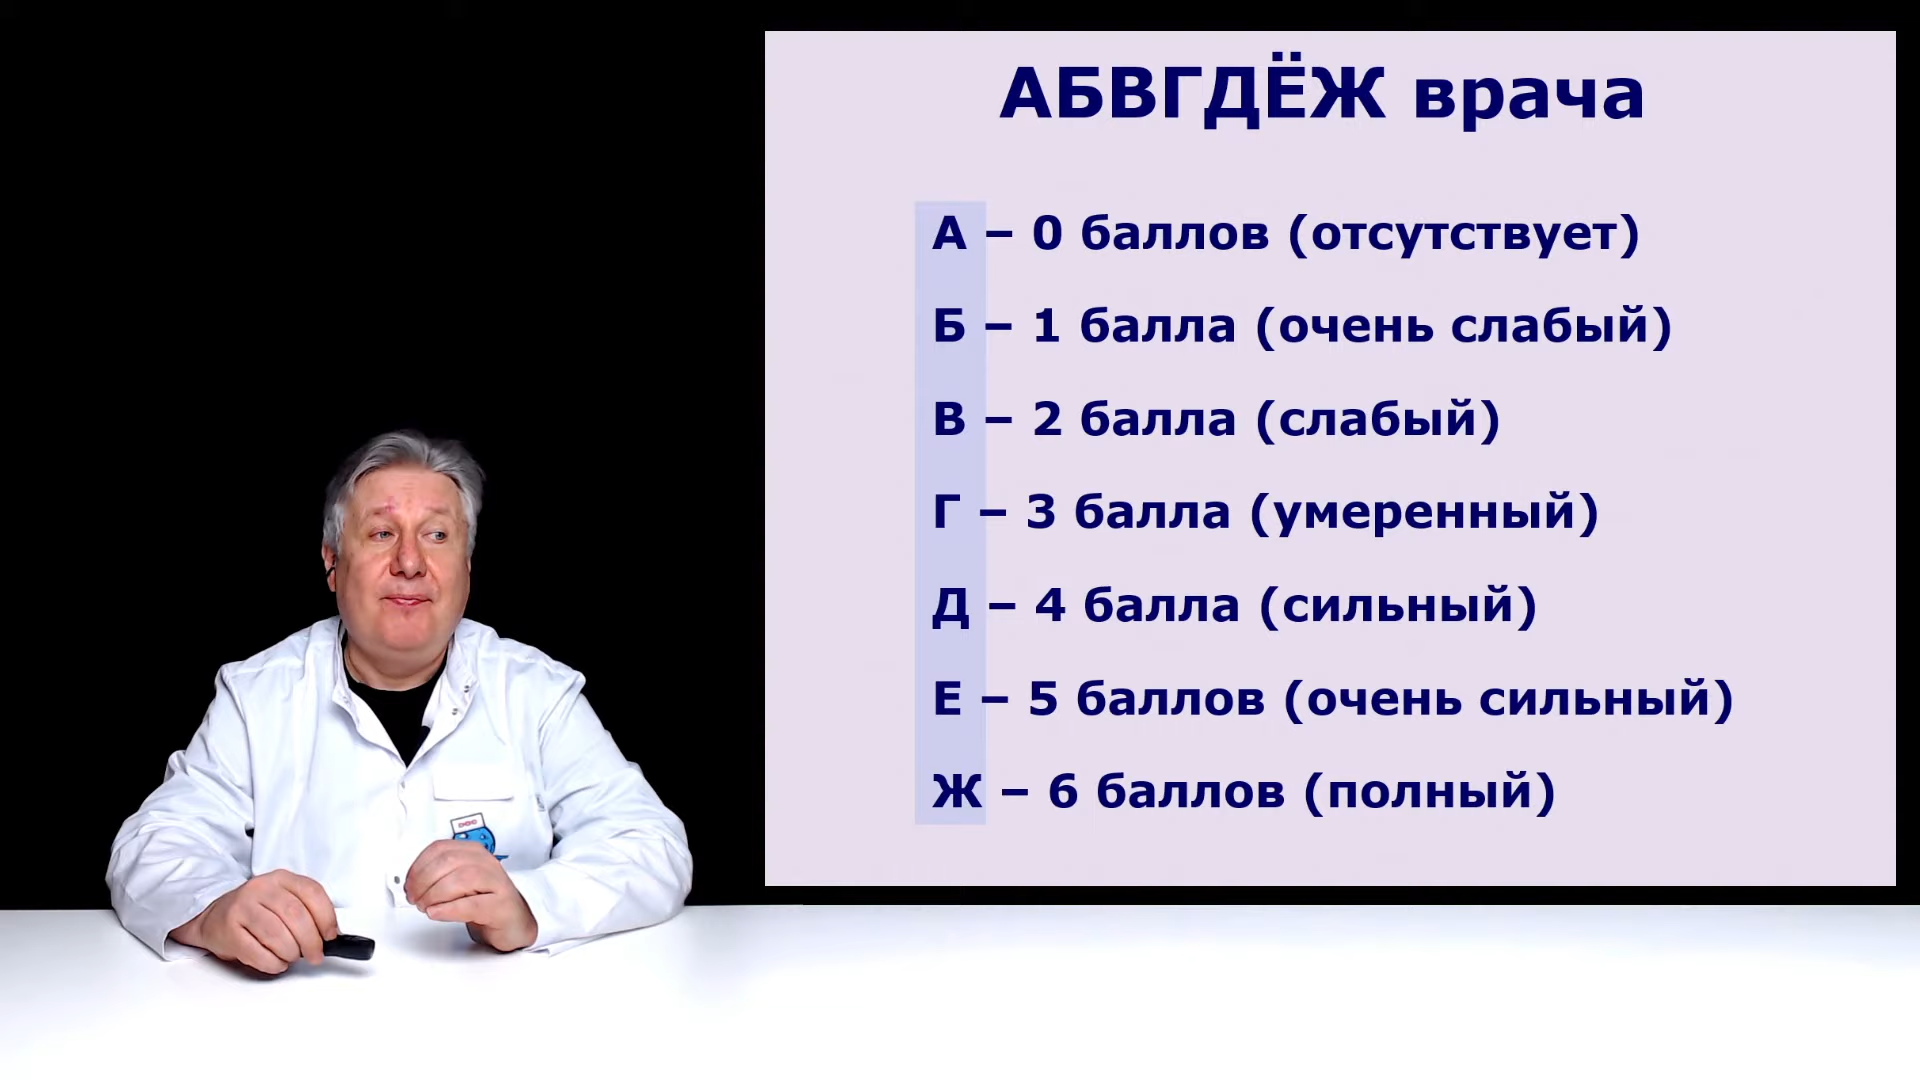 АБВГДЁЖ врача
А – 0 баллов (отсутствует)
Б – 1 балла (очень слабый)
В – 2 балла (слабый)
Г – 3 балла (умеренный)
Д – 4 балла (сильный)
Е – 5 баллов (очень сильный)
Ж – 6 баллов (полный)